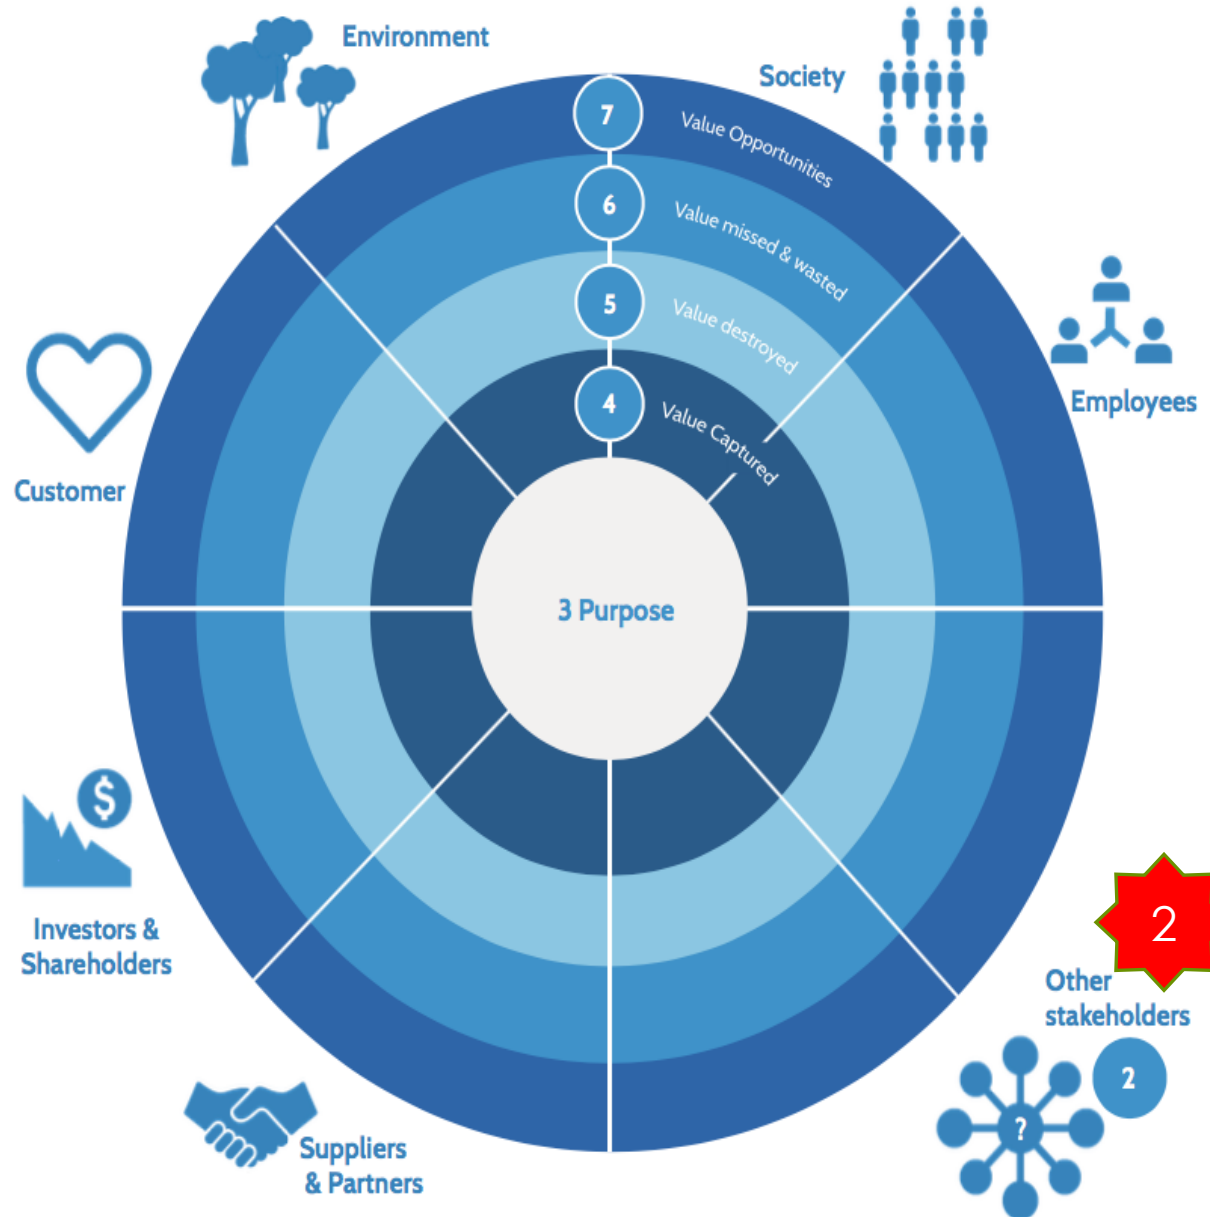 Environment
Society
7
Value Opportunities
6
Value missed & wasted
5
Value destroyed
4
Value Captured
Employees
Customer
3 Purpose
$
Investors &
Shareholders
2
Other
stakeholders
2
?
Suppliers
& Partners